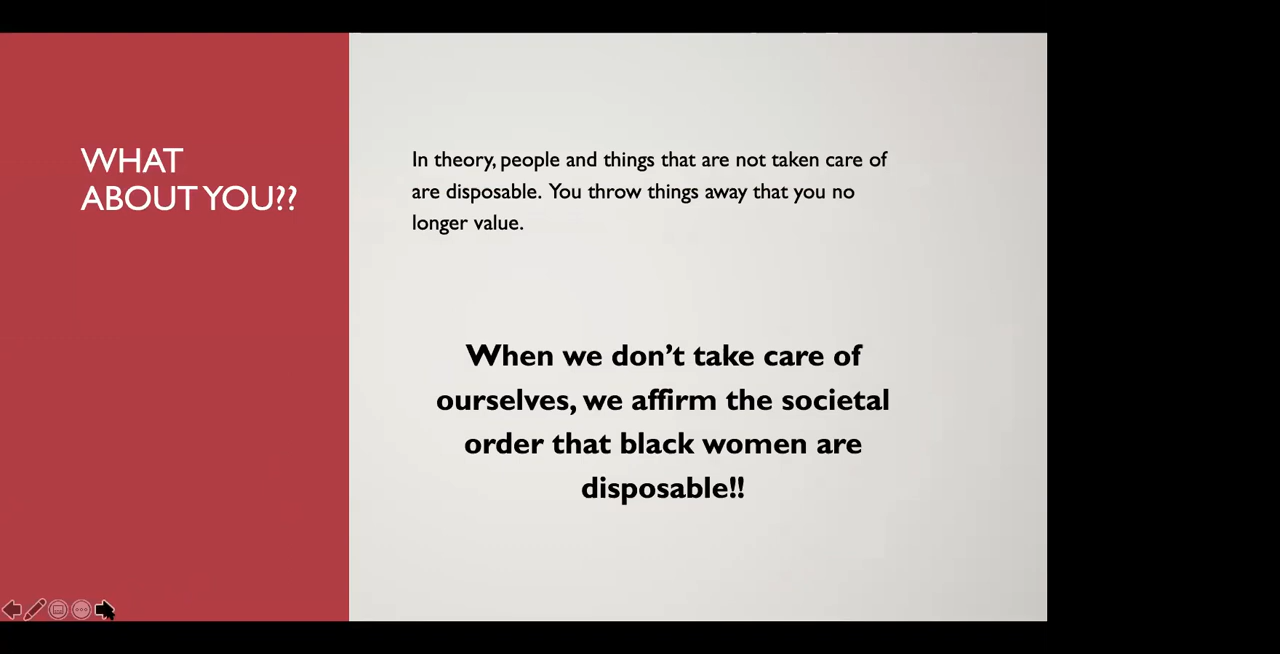 WHAT
ABOUT YOU??
In theory, people and things that are not taken care of
are disposable. You throw things away that you no
longer value.
When we don’t take care of
ourselves, we affirm the societal
order that black women are
disposable!!